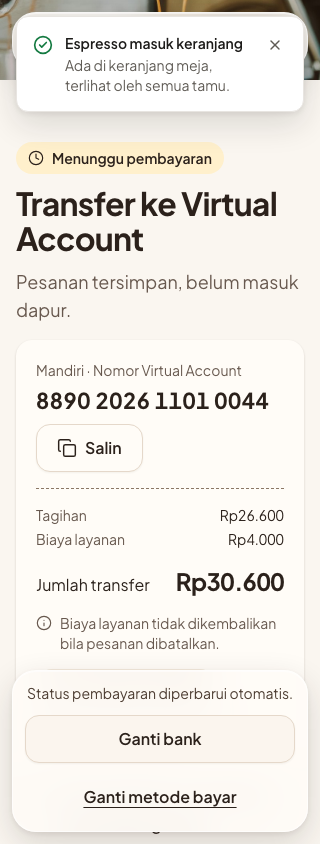 Espresso masuk keranjang
Ada di keranjang meja,
terlihat oleh semua tamu.
Menunggu pembayaran
Transfer ke Virtual
Account
Pesanan tersimpan, belum masuk
dapur.
Mandiri · Nomor Virtual Account
8890 2026 1101 0044
Salin
Tagihan Rp26.600
Biaya layanan Rp4.000
Jumlah transfer Rp30.600
Biaya layanan tidak dikembalikan
bila pesanan dibatalkan.
Status pembayaran diperbarui otomatis.
Ganti bank
Ganti metode bayar